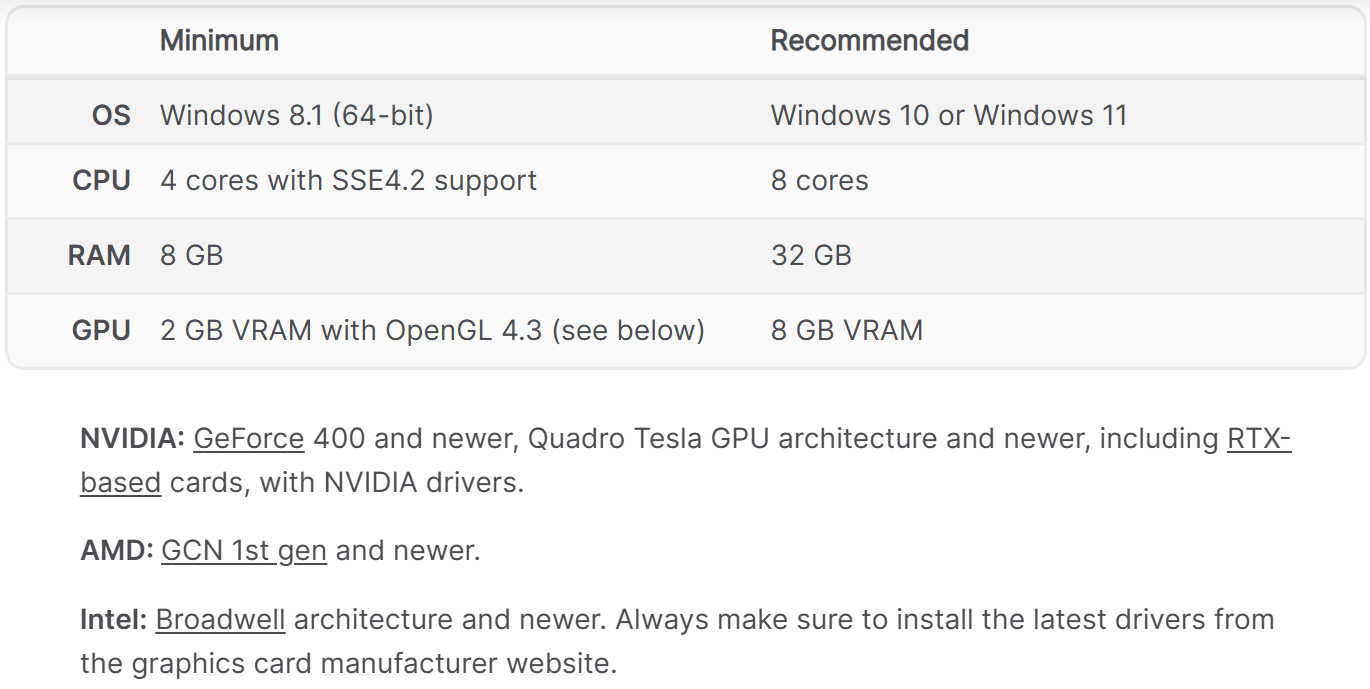 Minimum Recommended
OS Windows 8.1 (64-bit) Windows 10 or Windows 11
CPU 4 cores with SSE4.2 support 8 cores
RAM 8 GB 32 GB
GPU 2 GB VRAM with OpenGL 4.3 (see below) 8 GB VRAM
NVIDIA: GeForce 400 and newer, Quadro Tesla GPU architecture and newer, including RTX-
based cards, with NVIDIA drivers.
AMD: GCN 1st gen and newer.
Intel: Broadwell architecture and newer. Always make sure to install the latest drivers from
the graphics card manufacturer website.